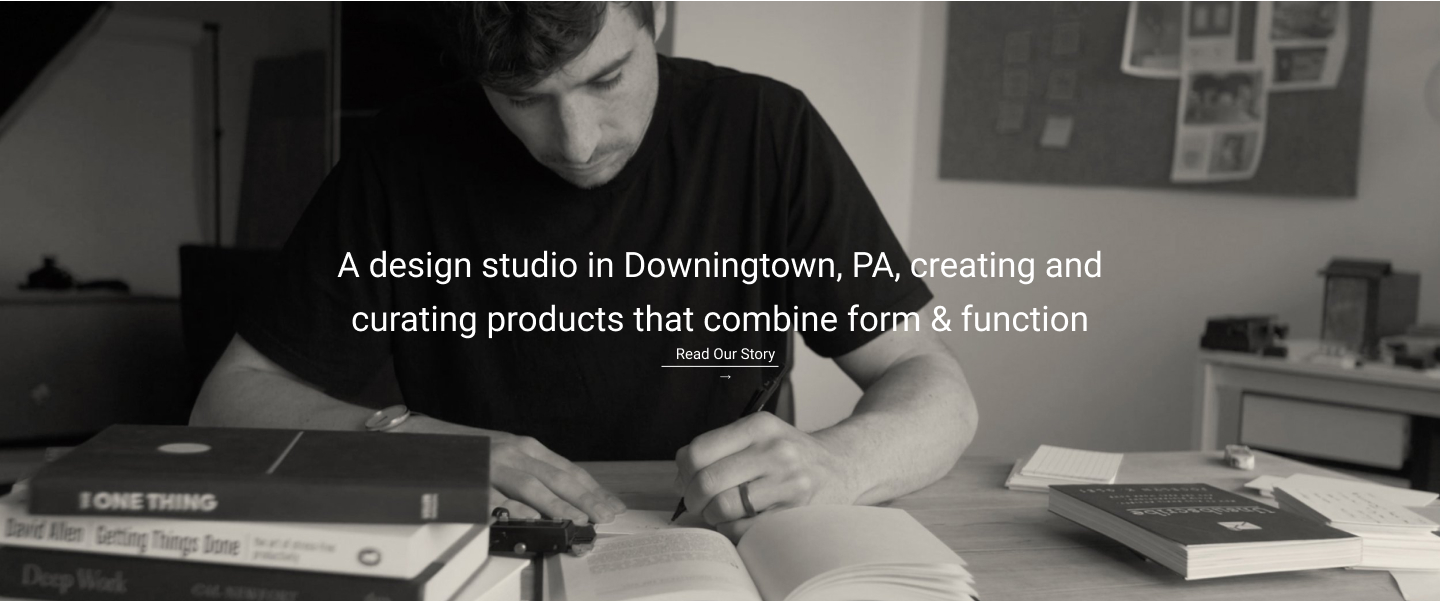 A design studio in Downingtown, PA, creating and
curating products that combine form & function
Read Our Story
→
THE ONE THING
David Allen Getting Things Done the art of stress-free
productivity
Deep Work CAL NEWPORT